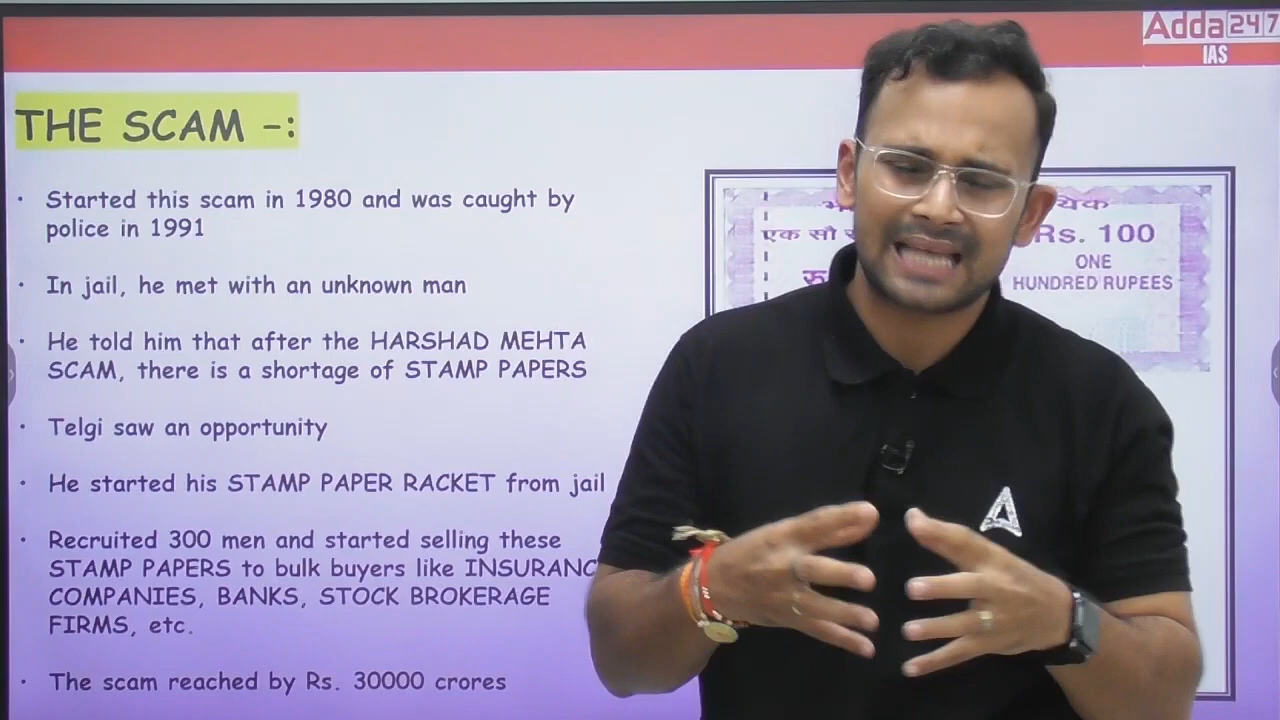 Adda 247
IAS
THE SCAM -:
• Started this scam in 1980 and was caught by
police in 1991
• In jail, he met with an unknown man
• He told him that after the HARSHAD MEHTA
SCAM, there is a shortage of STAMP PAPERS
• Telgi saw an opportunity
• He started his STAMP PAPER RACKET from jail
• Recruited 300 men and started selling these
STAMP PAPERS to bulk buyers like INSURANC
COMPANIES, BANKS, STOCK BROKERAGE
FIRMS, etc.
• The scam reached by Rs. 30000 crores
एक सौ
Rs. 100
ONE
HUNDRED RUPEES